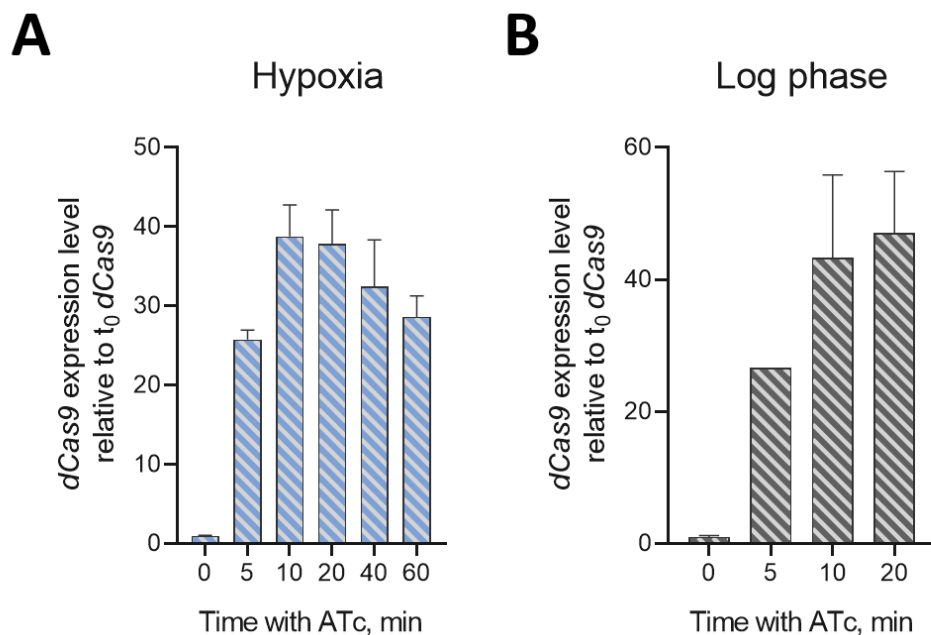 A
Hypoxia
dCas9 expression level
relative to t0 dCas9
50
40
30
20
10
0
0 5 10 20 40 60
Time with ATc, min
B
Log phase
dCas9 expression level
relative to t0 dCas9
60
40
20
0
0 5 10 20
Time with ATc, min